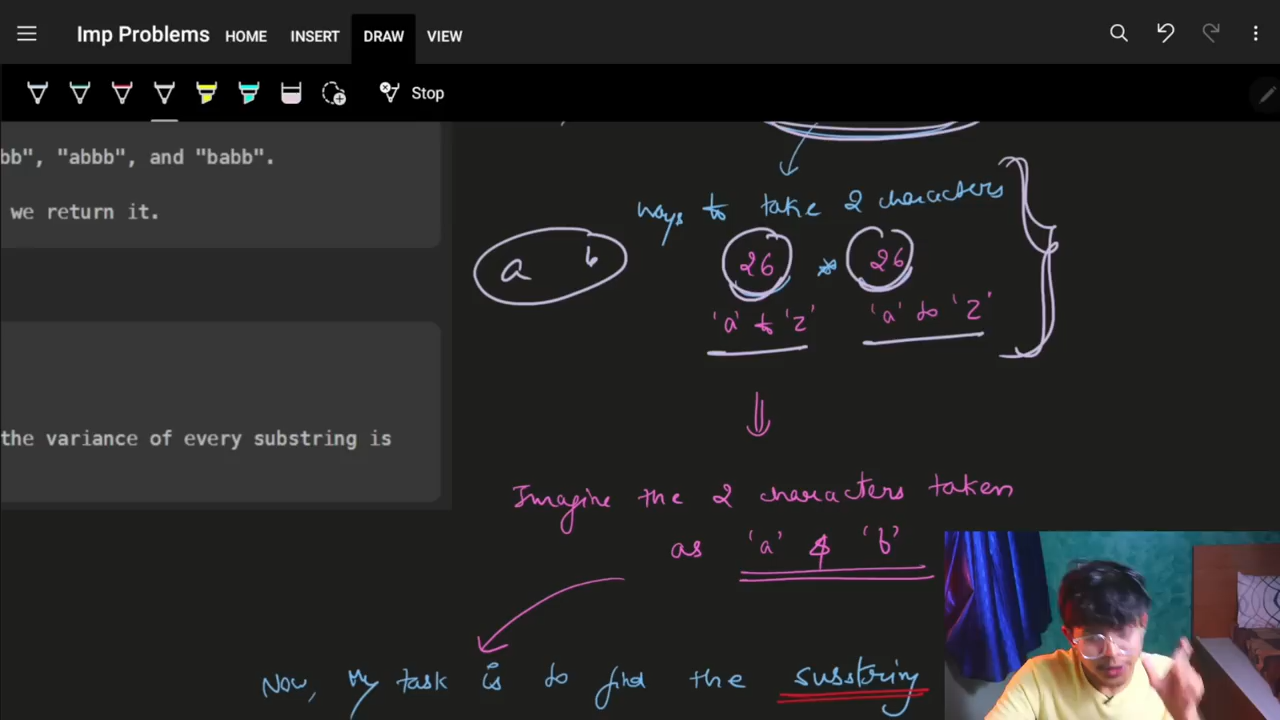 Imp Problems HOME INSERT DRAW VIEW
Stop
bb", "abbb", and "babb".
we return it.
the variance of every substring is
ways to take 2 characters
a b
26 * 26
'a' to 'z' 'a' to 'z'
Imagine the 2 characters taken
as 'a' & 'b'
Now, my task is to find the susstring